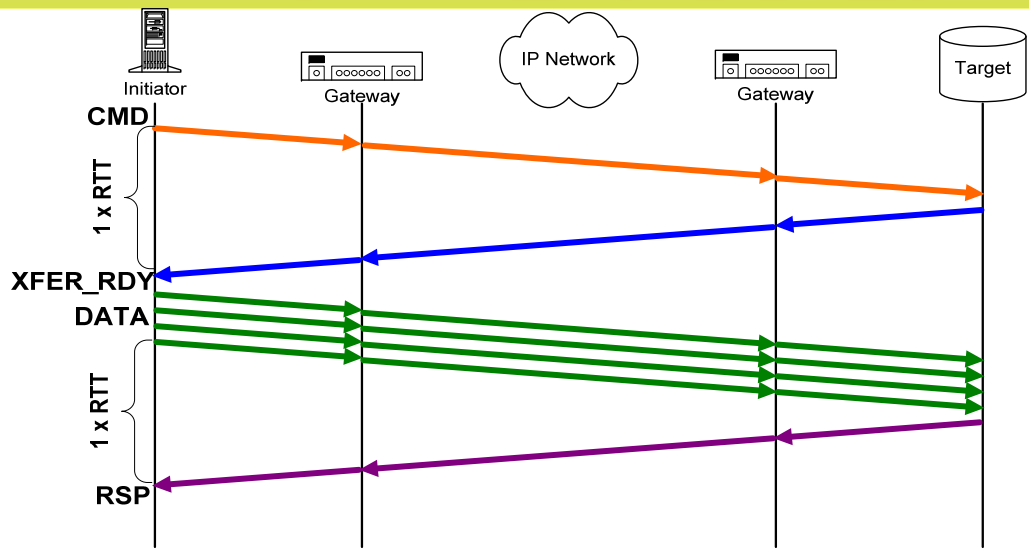 Initiator
Gateway
IP Network
Gateway
Target
CMD
1 x RTT
XFER_RDY
DATA
1 x RTT
RSP